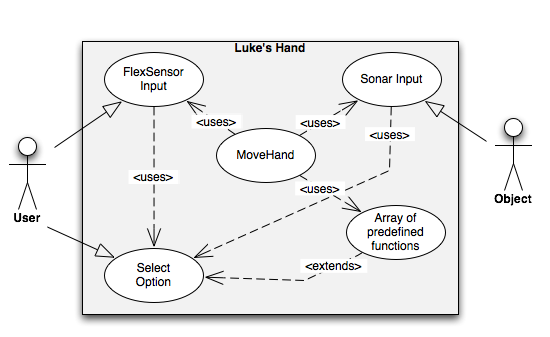 Luke's Hand
FlexSensor
Input
Sonar Input
<uses>
<uses>
<uses>
MoveHand
<uses>
<uses>
User
Object
Array of
predefined
functions
Select
Option
<extends>